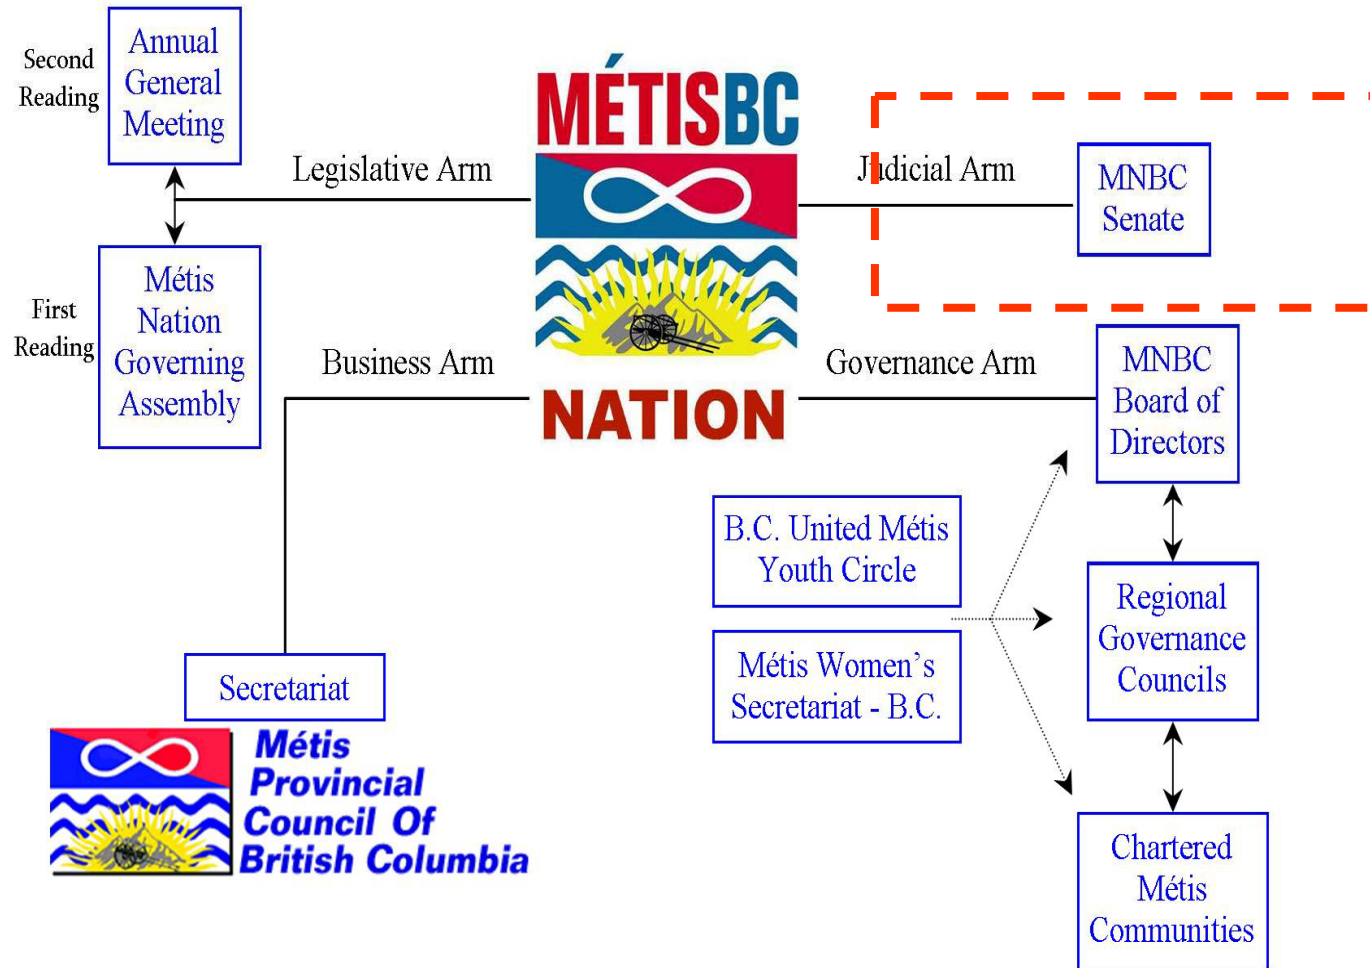 Second
Reading
Annual
General
Meeting
Legislative Arm
MÉTISBC
Judicial Arm
MNBC
Senate
First
Reading
Métis
Nation
Governing
Assembly
Business Arm
NATION
Governance Arm
MNBC
Board of
Directors
B.C. United Métis
Youth Circle
Métis Women’s
Secretariat - B.C.
Regional
Governance
Councils
Secretariat
Métis
Provincial
Council Of
British Columbia
Chartered
Métis
Communities